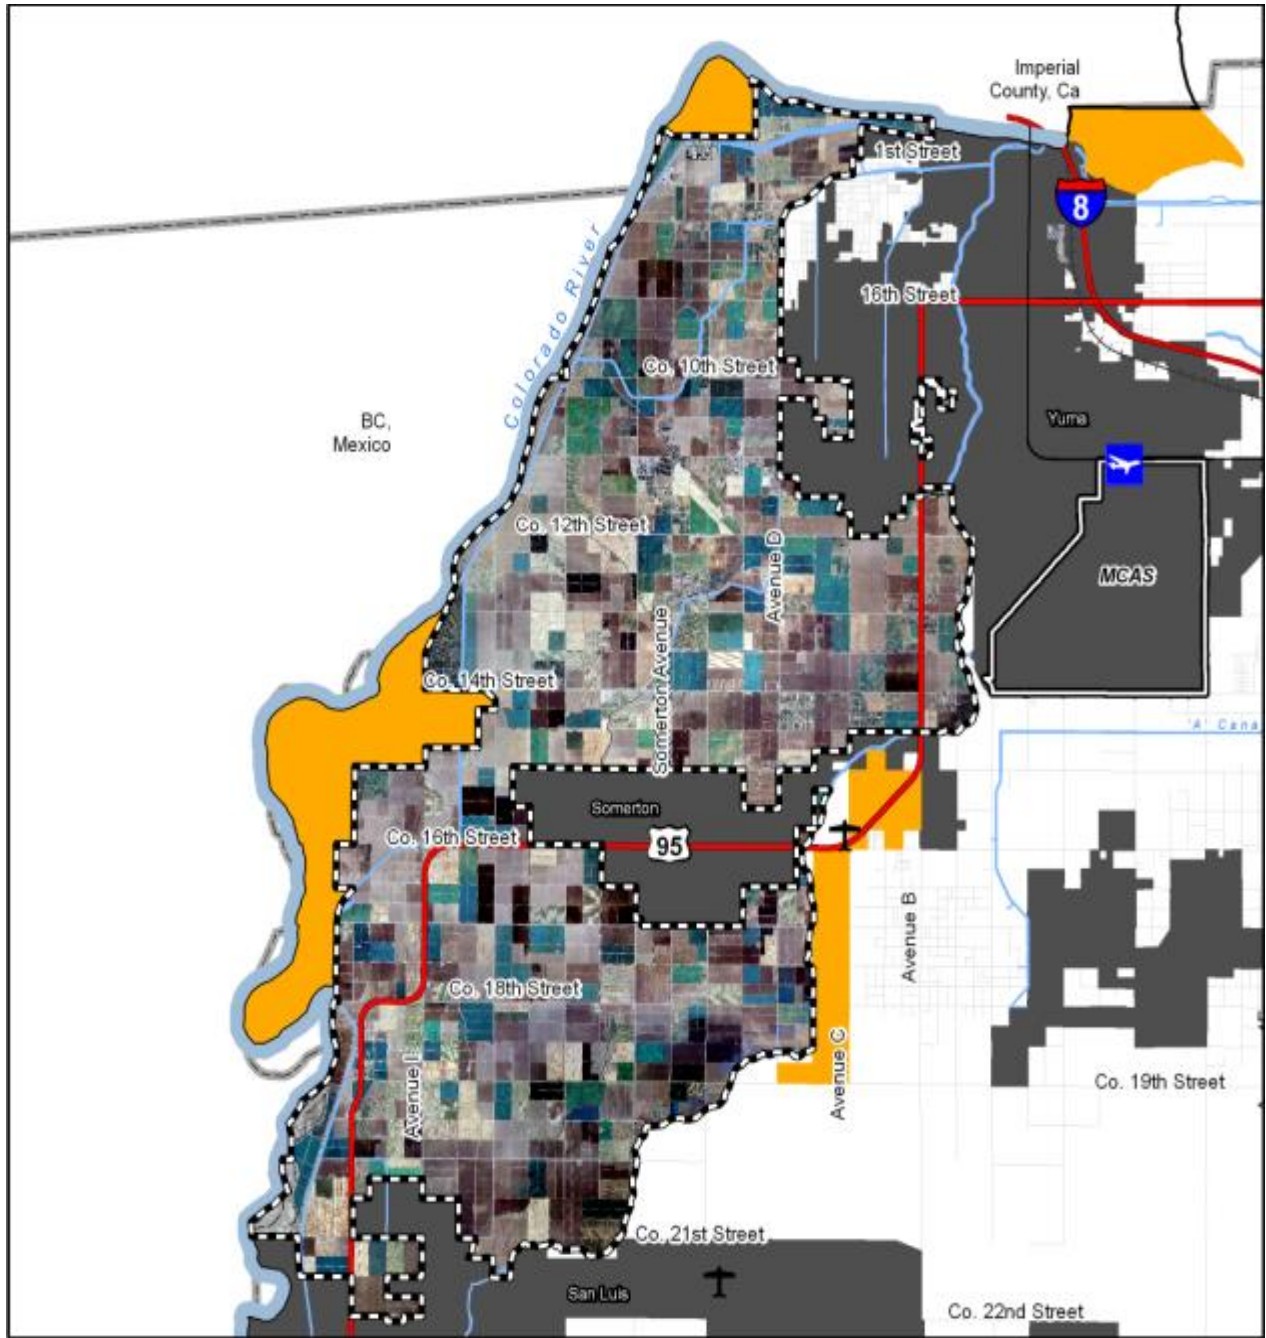 Imperial
County, Ca
1st Street
8
Colorado River
16th Street
Co. 10th Street
BC,
Mexico
Yuma
Co. 12th Street
Avenue D
MCAS
Somerton Avenue
Co. 14th Street
'A' Cana
Somerton
Co. 16th Street
95
Avenue B
Co. 18th Street
Avenue I
Avenue C
Co. 19th Street
Co. 21st Street
San Luis
Co. 22nd Street